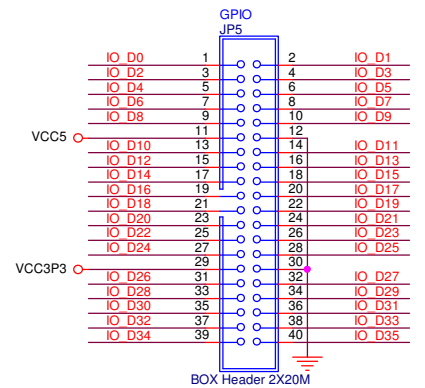 GPIO
JP5
IO_D0 1 2 IO_D1
IO_D2 3 4 IO_D3
IO_D4 5 6 IO_D5
IO_D6 7 8 IO_D7
IO_D8 9 10 IO_D9
VCC5 11 12
IO_D10 13 14 IO_D11
IO_D12 15 16 IO_D13
IO_D14 17 18 IO_D15
IO_D16 19 20 IO_D17
IO_D18 21 22 IO_D19
IO_D20 23 24 IO_D21
IO_D22 25 26 IO_D23
IO_D24 27 28 IO_D25
VCC3P3 29 30
IO_D26 31 32 IO_D27
IO_D28 33 34 IO_D29
IO_D30 35 36 IO_D31
IO_D32 37 38 IO_D33
IO_D34 39 40 IO_D35
BOX Header 2X20M